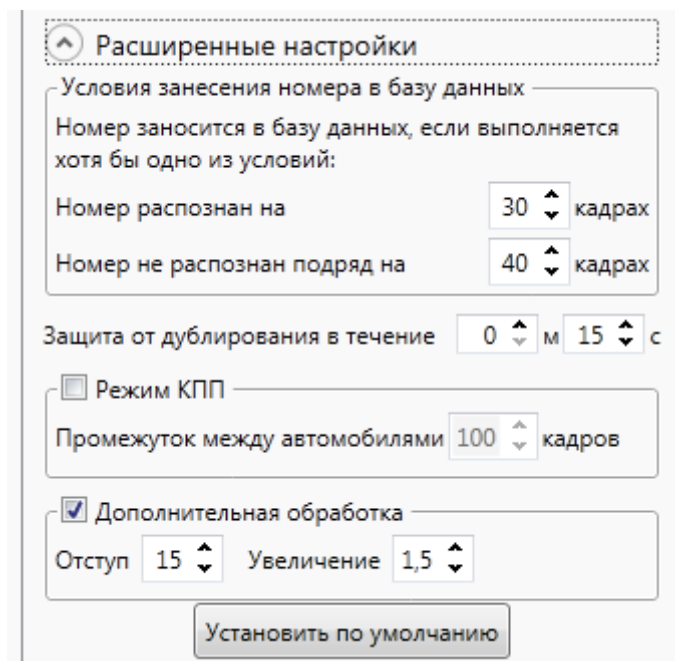 Расширенные настройки
Условия занесения номера в базу данных
Номер заносится в базу данных, если выполняется
хотя бы одно из условий:
Номер распознан на 30 кадрах
Номер не распознан подряд на 40 кадрах
Защита от дублирования в течение 0 м 15 с
Режим КПП
Промежуток между автомобилями 100 кадров
Дополнительная обработка
Отступ 15 Увеличение 1,5
Установить по умолчанию